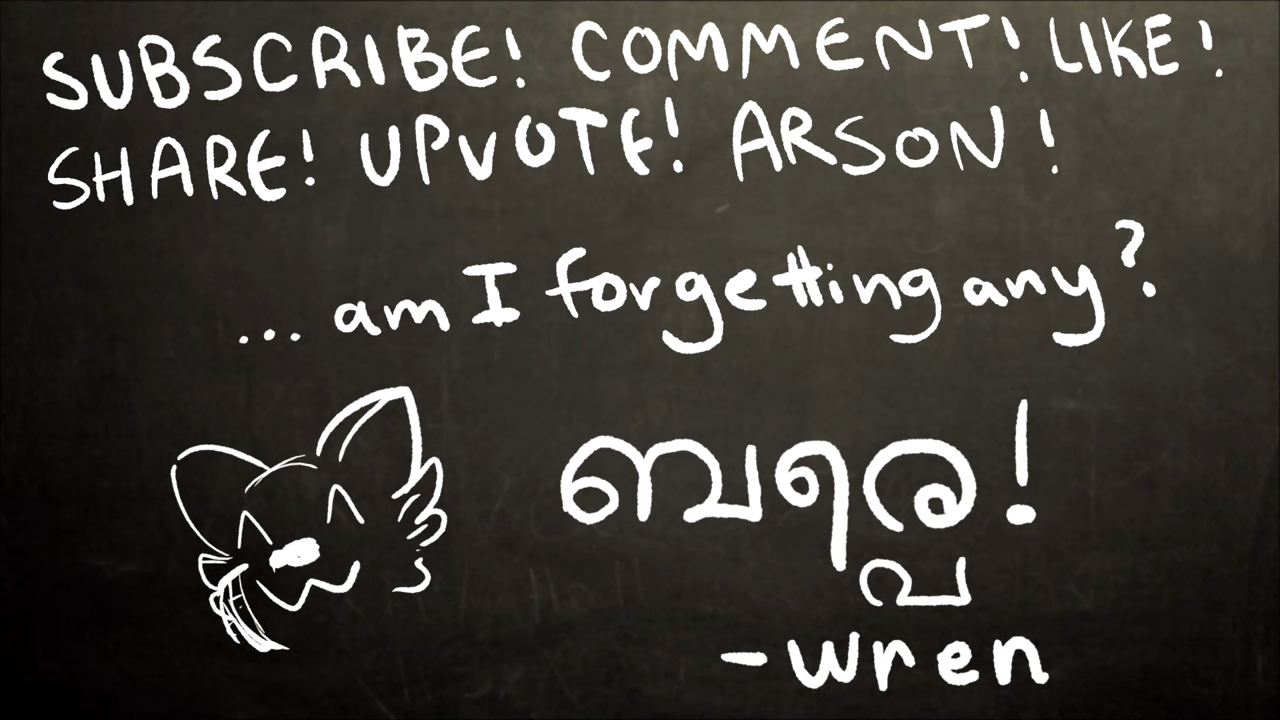 SUBSCRIBE! COMMENT! LIKE!
SHARE! UPVOTE! ARSON!
... am I forgetting any?
-wren